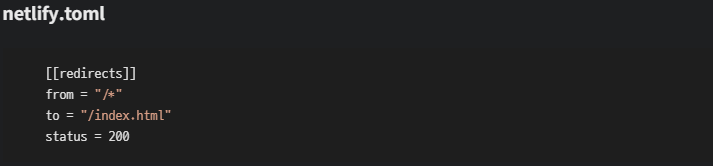 netlify.toml
[[redirects]]
from = "/*"
to = "/index.html"
status = 200